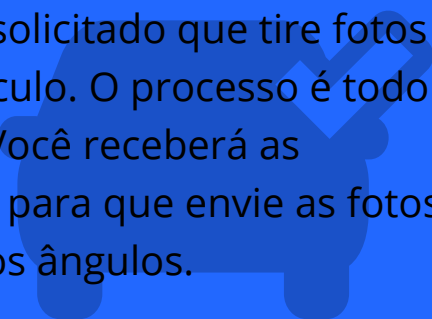 solicitado que tire fotos
culo. O processo é todo
Você receberá as
para que envie as fotos
os ângulos.